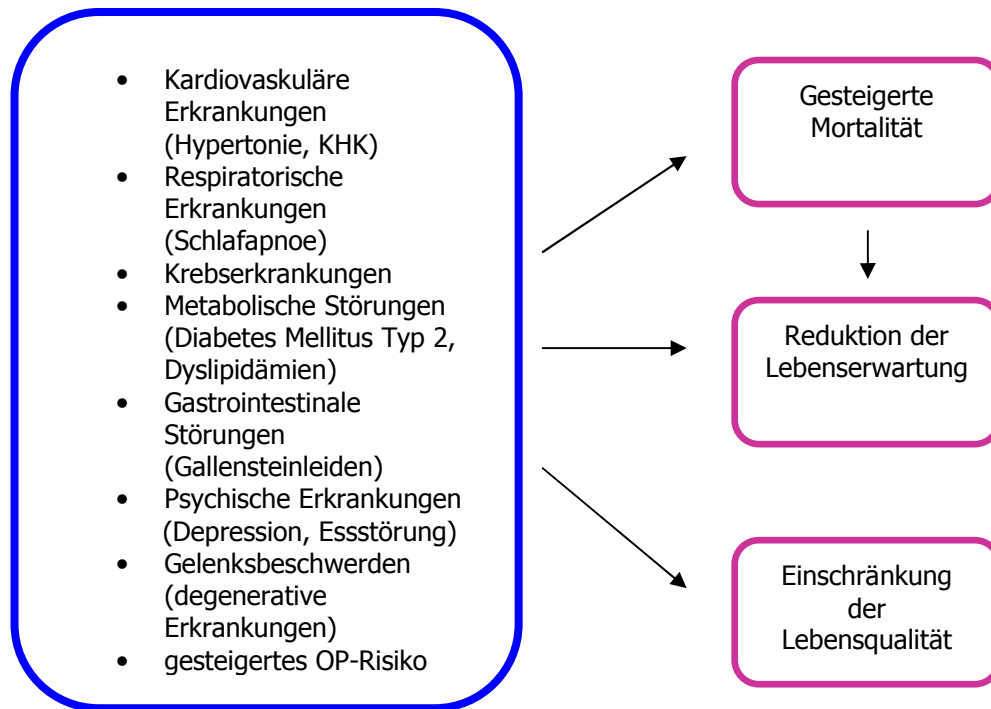 • Kardiovaskuläre
Erkrankungen
(Hypertonie, KHK)
• Respiratorische
Erkrankungen
(Schlafapnoe)
• Krebserkrankungen
• Metabolische Störungen
(Diabetes Mellitus Typ 2,
Dyslipidämien)
• Gastrointestinale
Störungen
(Gallensteinleiden)
• Psychische Erkrankungen
(Depression, Essstörung)
• Gelenksbeschwerden
(degenerative
Erkrankungen)
• gesteigertes OP-Risiko
Gesteigerte
Mortalität
Reduktion der
Lebenserwartung
Einschränkung
der
Lebensqualität